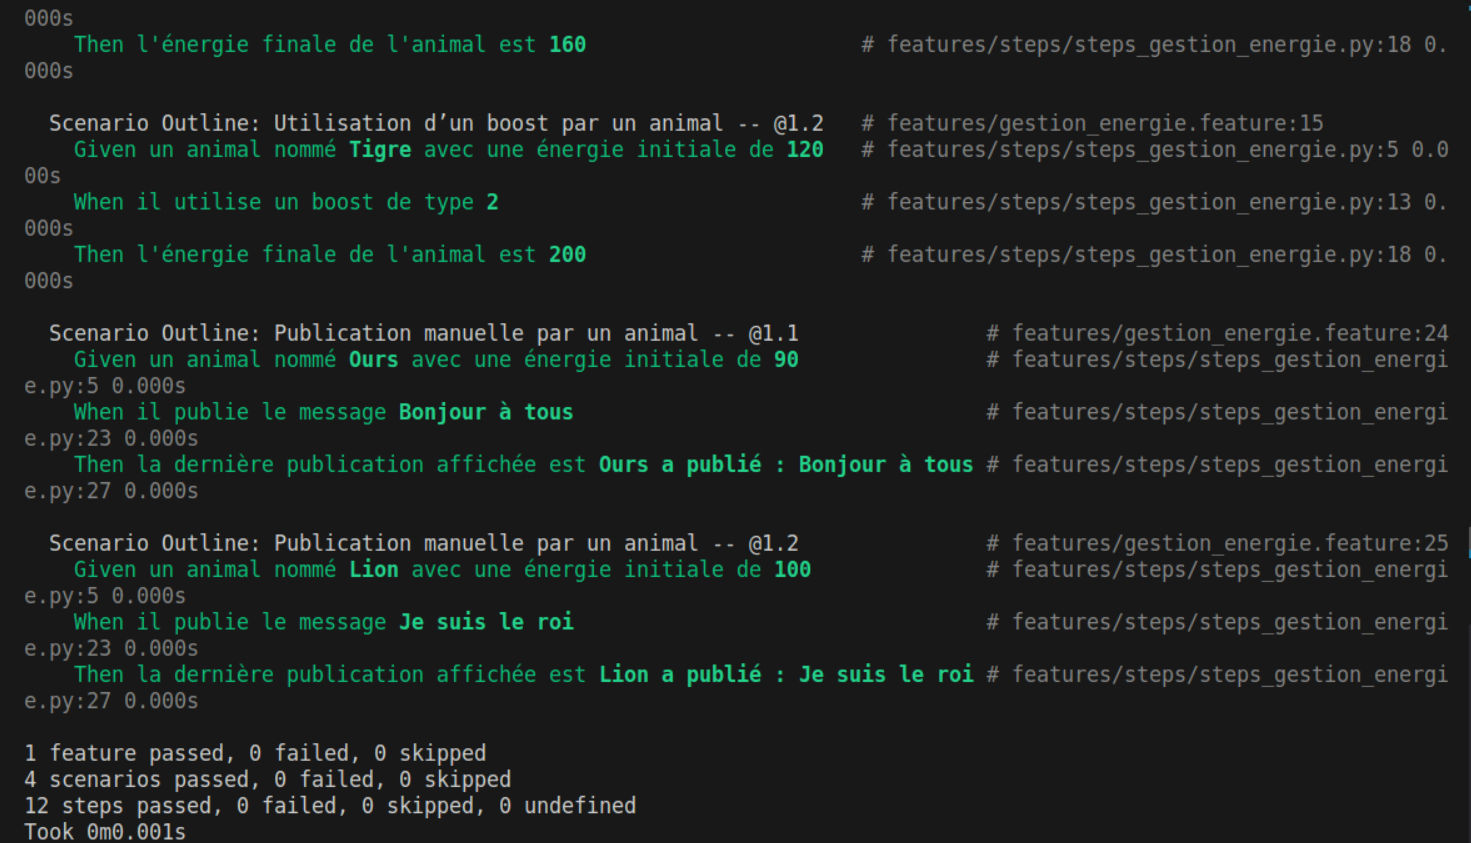 000s
    Then l'énergie finale de l'animal est 160                      # features/steps/steps_gestion_energie.py:18 0.
000s

  Scenario Outline: Utilisation d’un boost par un animal -- @1.2   # features/gestion_energie.feature:15
    Given un animal nommé Tigre avec une énergie initiale de 120   # features/steps/steps_gestion_energie.py:5 0.0
00s
    When il utilise un boost de type 2                             # features/steps/steps_gestion_energie.py:13 0.
000s
    Then l'énergie finale de l'animal est 200                      # features/steps/steps_gestion_energie.py:18 0.
000s

  Scenario Outline: Publication manuelle par un animal -- @1.1               # features/gestion_energie.feature:24
    Given un animal nommé Ours avec une énergie initiale de 90               # features/steps/steps_gestion_energi
e.py:5 0.000s
    When il publie le message Bonjour à tous                                 # features/steps/steps_gestion_energi
e.py:23 0.000s
    Then la dernière publication affichée est Ours a publié : Bonjour à tous # features/steps/steps_gestion_energi
e.py:27 0.000s

  Scenario Outline: Publication manuelle par un animal -- @1.2               # features/gestion_energie.feature:25
    Given un animal nommé Lion avec une énergie initiale de 100              # features/steps/steps_gestion_energi
e.py:5 0.000s
    When il publie le message Je suis le roi                                 # features/steps/steps_gestion_energi
e.py:23 0.000s
    Then la dernière publication affichée est Lion a publié : Je suis le roi # features/steps/steps_gestion_energi
e.py:27 0.000s

1 feature passed, 0 failed, 0 skipped
4 scenarios passed, 0 failed, 0 skipped
12 steps passed, 0 failed, 0 skipped, 0 undefined
Took 0m0.001s